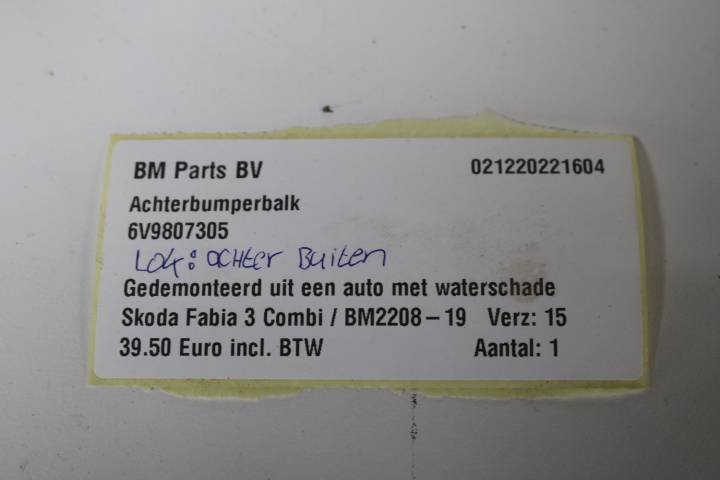 BM Parts BV 021220221604
Achterbumperbalk
6V9807305
Lok: achter Buiten
Gedemonteerd uit een auto met waterschade
Skoda Fabia 3 Combi / BM2208-19 Verz: 15
39.50 Euro incl. BTW Aantal: 1